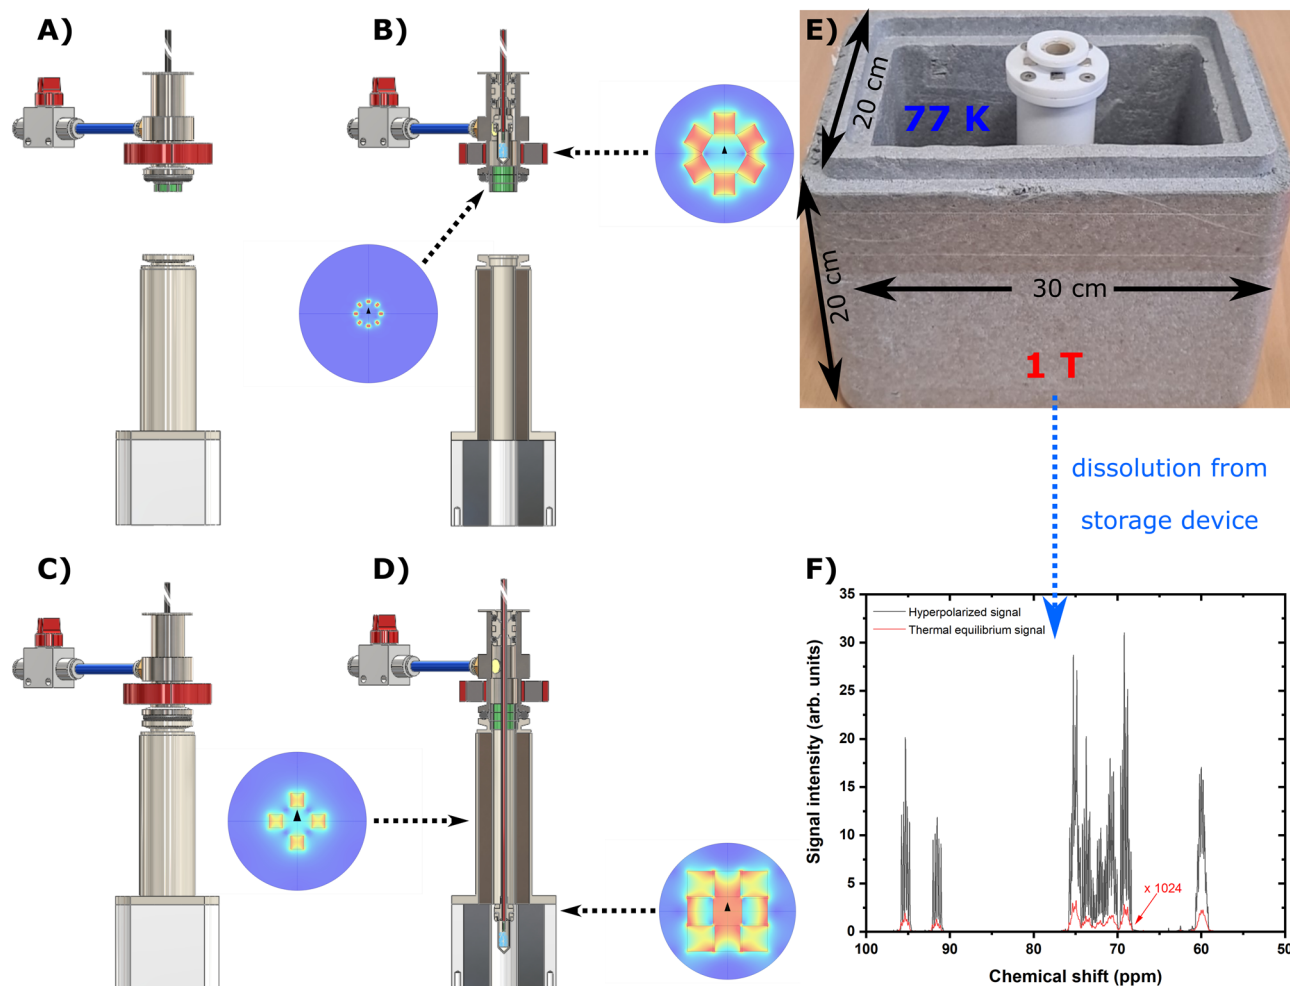 A)
B)
E)
20 cm
77 K
20 cm
30 cm
1 T
dissolution from
storage device
C)
D)
F)
Hyperpolarized signal
Thermal equilibrium signal
x 1024
Signal intensity (arb. units)
35
30
25
20
15
10
5
0
100
90
80
70
60
50
Chemical shift (ppm)